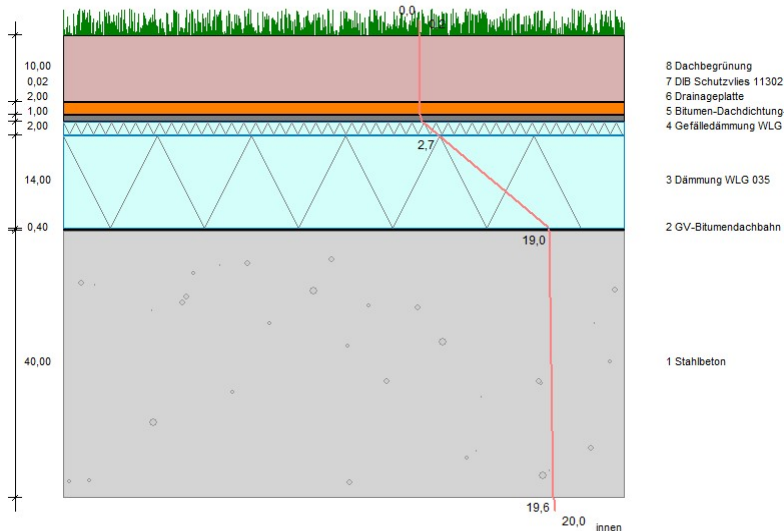 0,0
10,00
8 Dachbegrünung
0,02
7 DIB Schutzvlies 11302
2,00
6 Drainageplatte
1,00
5 Bitumen-Dachdichtung
2,00
4 Gefälledämmung WLG
2,7
14,00
3 Dämmung WLG 035
0,40
2 GV-Bitumendachbahn
19,0
40,00
1 Stahlbeton
19,6
20,0
innen